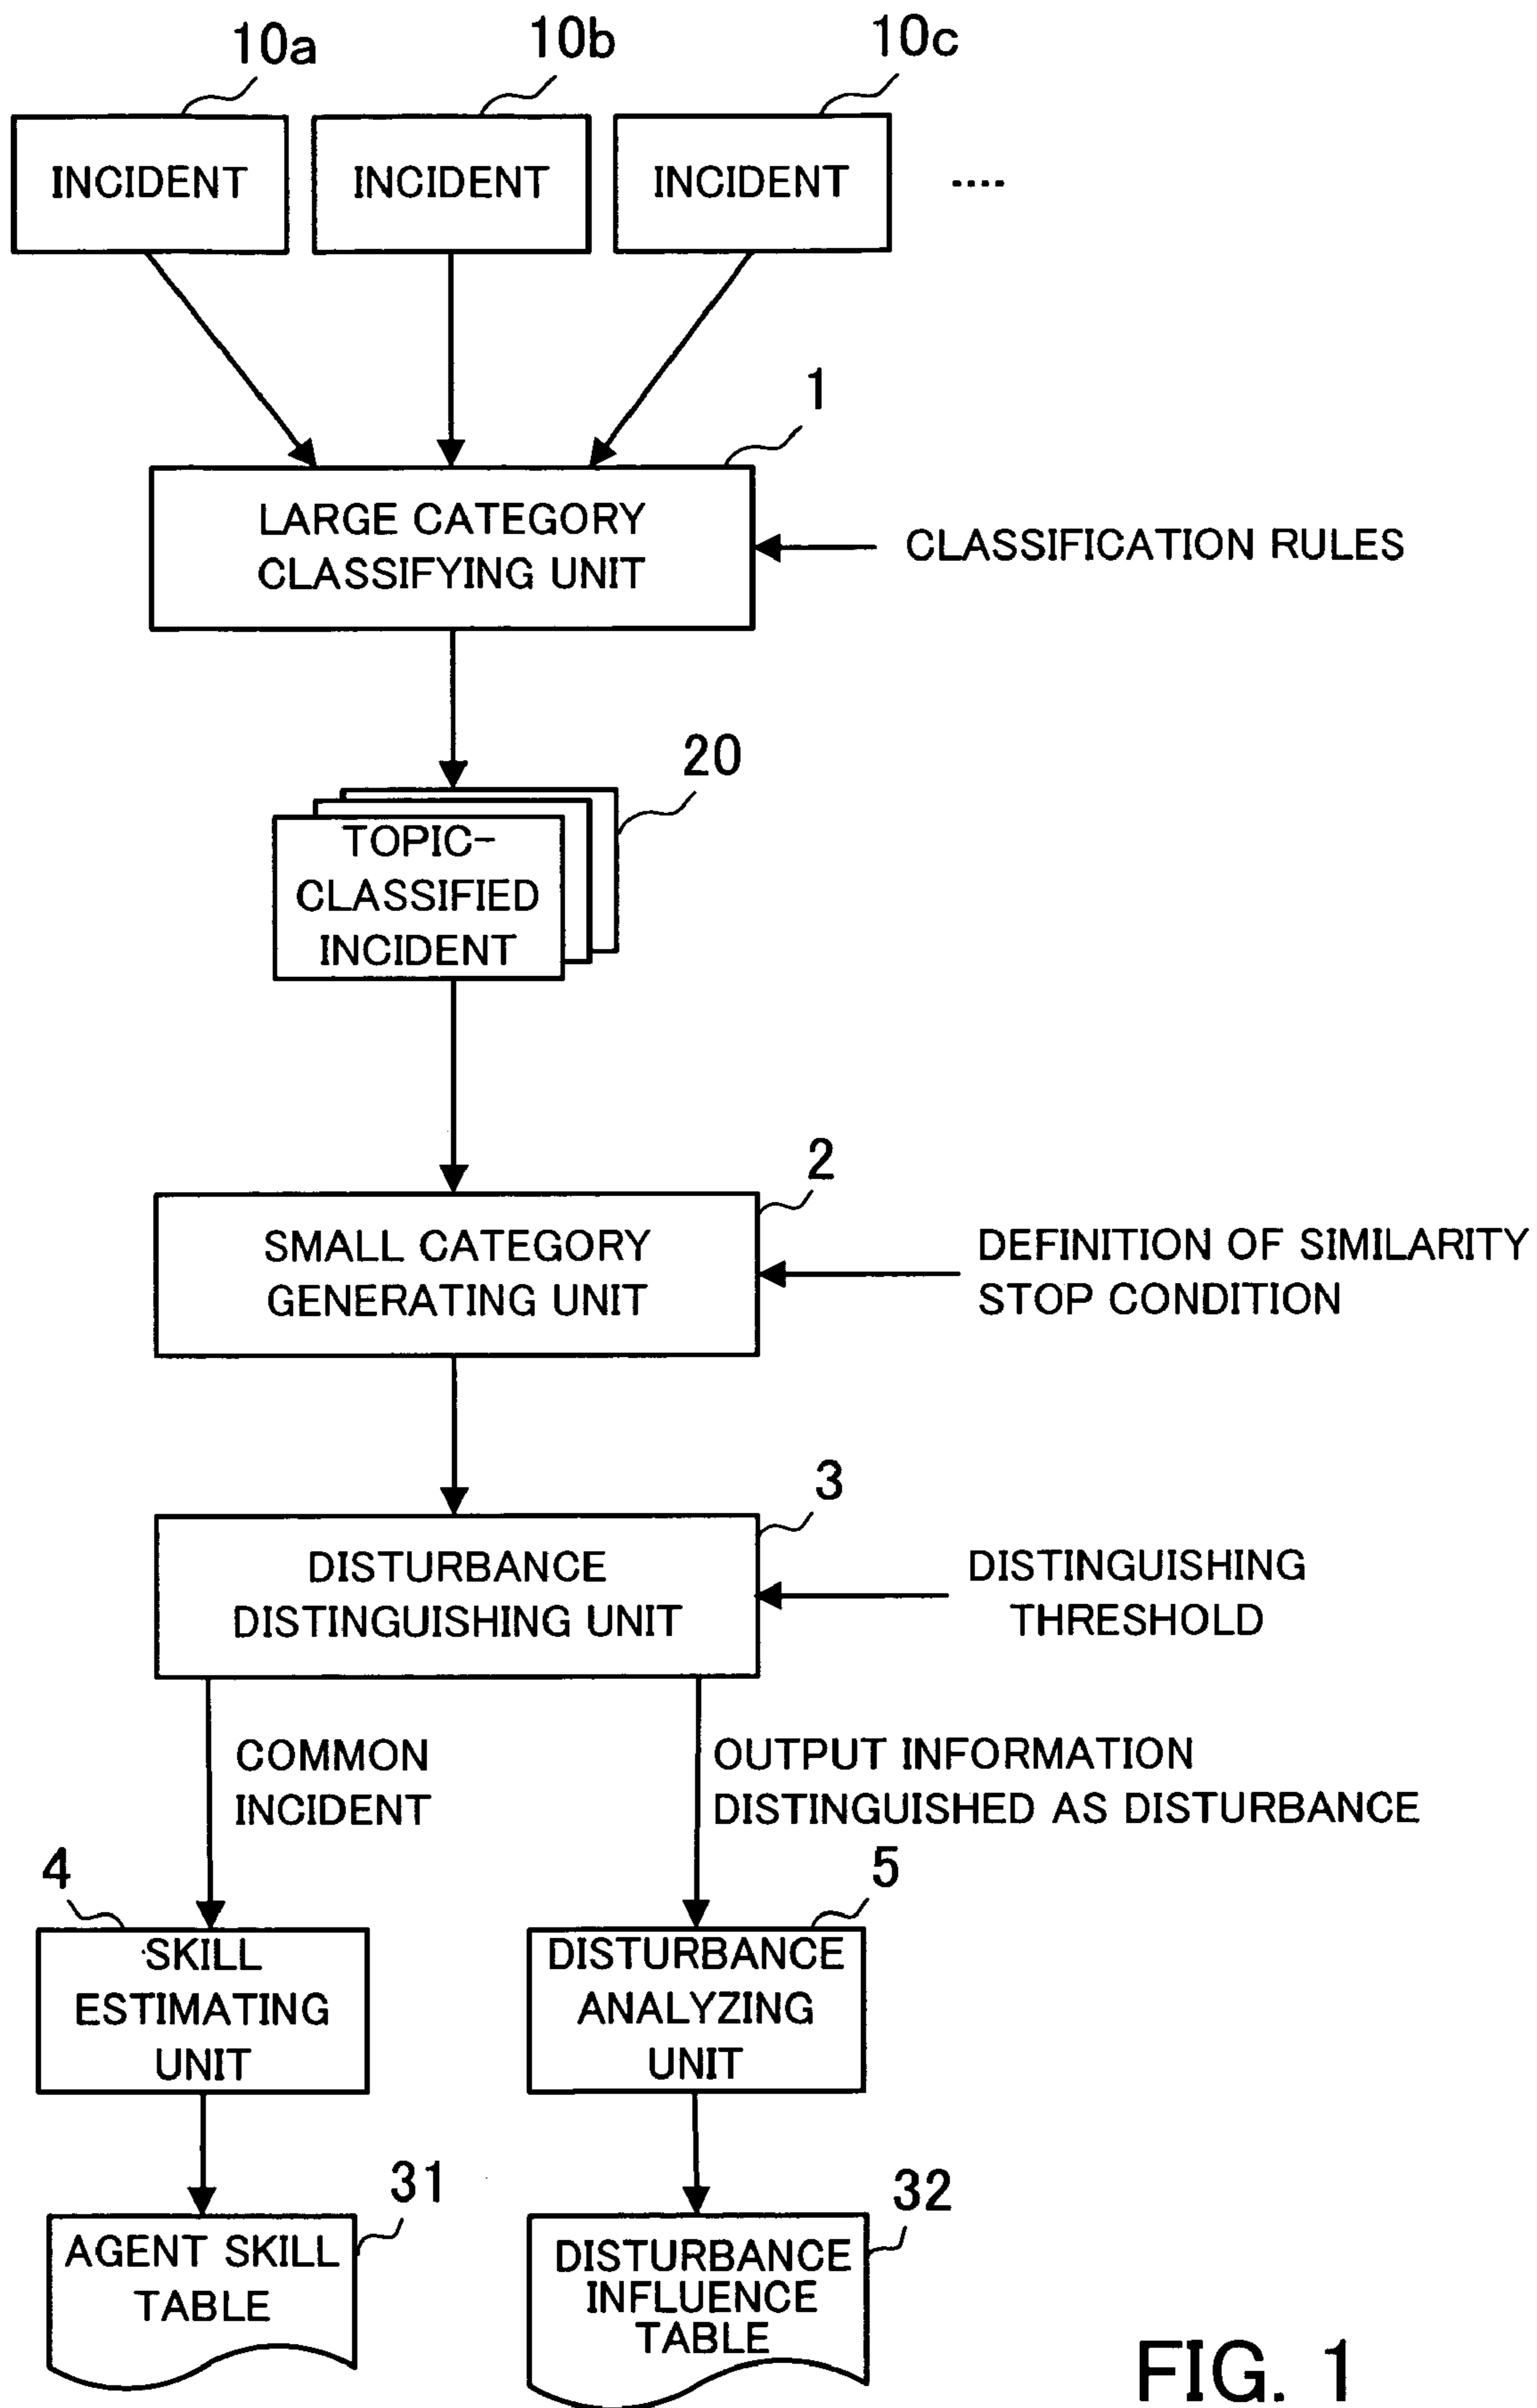 10a
10b
10c
INCIDENT
INCIDENT
INCIDENT
....
1
LARGE CATEGORY
CLASSIFYING UNIT
CLASSIFICATION RULES
20
TOPIC-
CLASSIFIED
INCIDENT
2
SMALL CATEGORY
GENERATING UNIT
DEFINITION OF SIMILARITY
STOP CONDITION
3
DISTURBANCE
DISTINGUISHING UNIT
DISTINGUISHING
THRESHOLD
COMMON
INCIDENT
OUTPUT INFORMATION
DISTINGUISHED AS DISTURBANCE
4
SKILL
ESTIMATING
UNIT
5
DISTURBANCE
ANALYZING
UNIT
31
AGENT SKILL
TABLE
32
DISTURBANCE
INFLUENCE
TABLE
FIG. 1